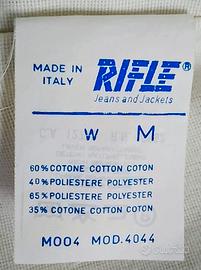 MADE IN
ITALY
RIFLE®
Jeans and Jackets
W M
60% COTONE COTTON COTON
40% POLIESTERE POLYESTER
65% POLIESTERE POLYESTER
35% COTONE COTTON COTON
M004 MOD.4044
subito